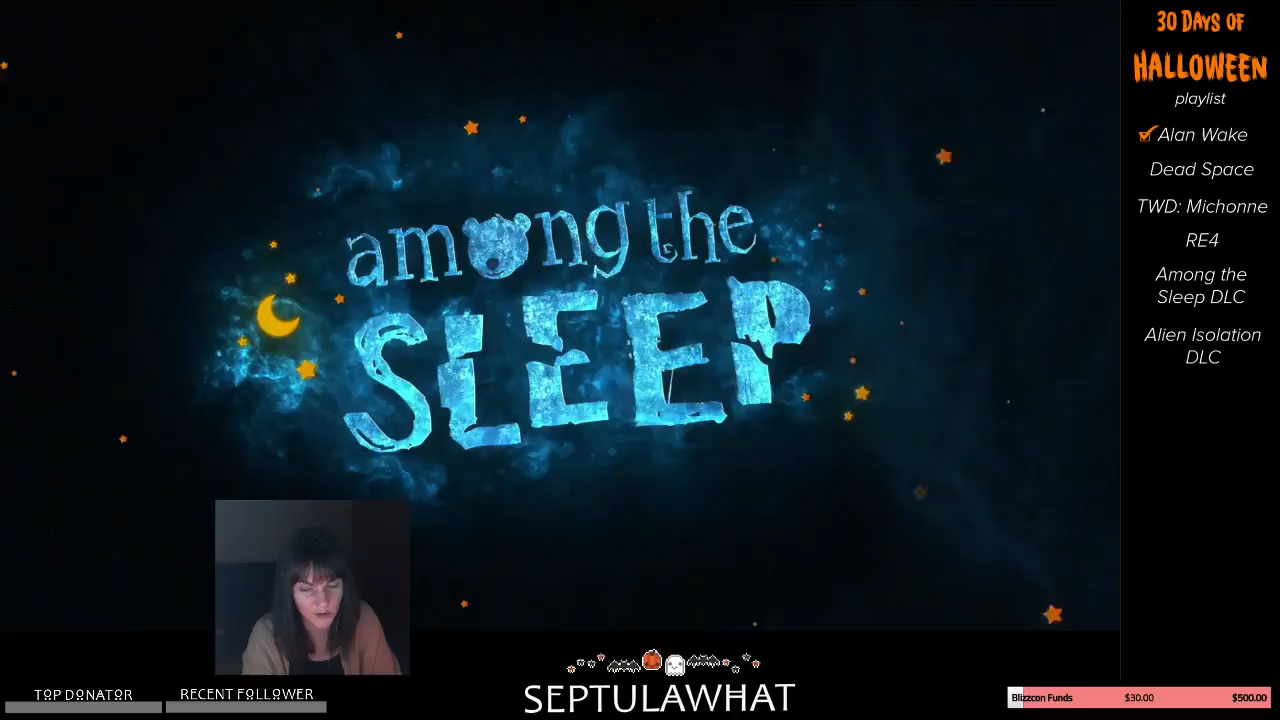 30 DAYS OF
HALLOWEEN
playlist
Alan Wake
Dead Space
TWD: Michonne
RE4
Among the
Sleep DLC
Alien Isolation
DLC
among the
SLEEP
TOP DONATOR
RECENT FOLLOWER
SEPTULAWHAT
Blizzcon Funds $30.00 $500.00